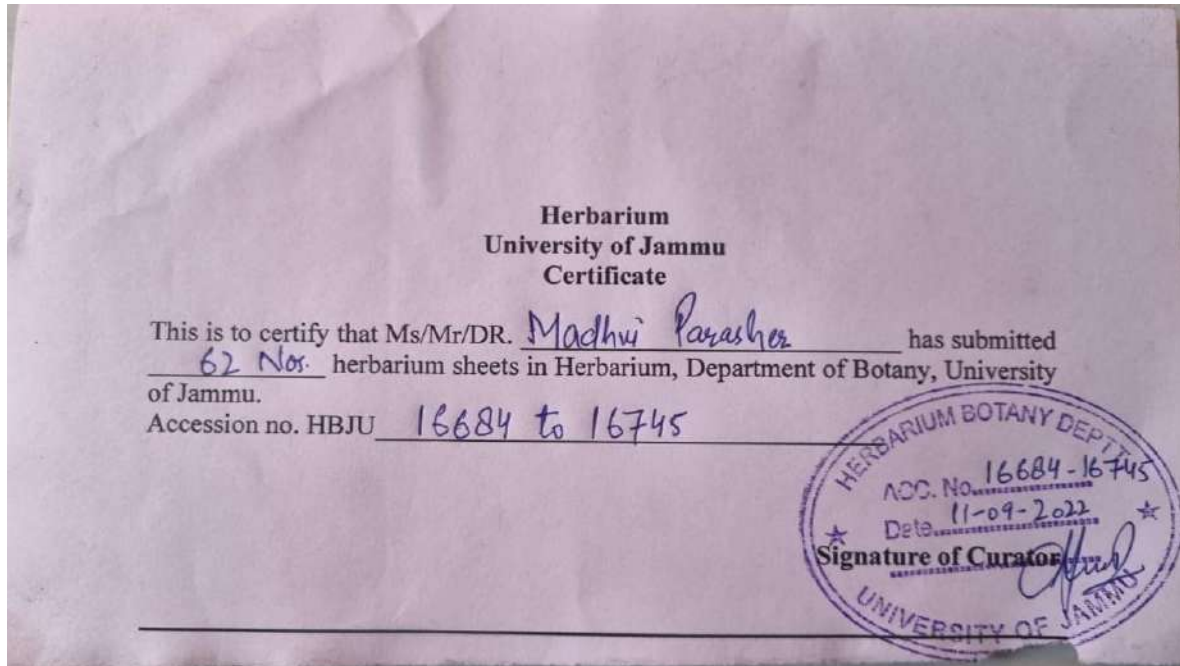 Herbarium
University of Jammu
Certificate
This is to certify that Ms/Mr/DR. Madhvi Parasher has submitted
62 Nos. herbarium sheets in Herbarium, Department of Botany, University
of Jammu.
Accession no. HBJU 16684 to 16745
HERBARIUM BOTANY DEPTT.
ACC. No. 16684-16745
Date 11-09-2022
Signature of Curator
UNIVERSITY OF JAMMU